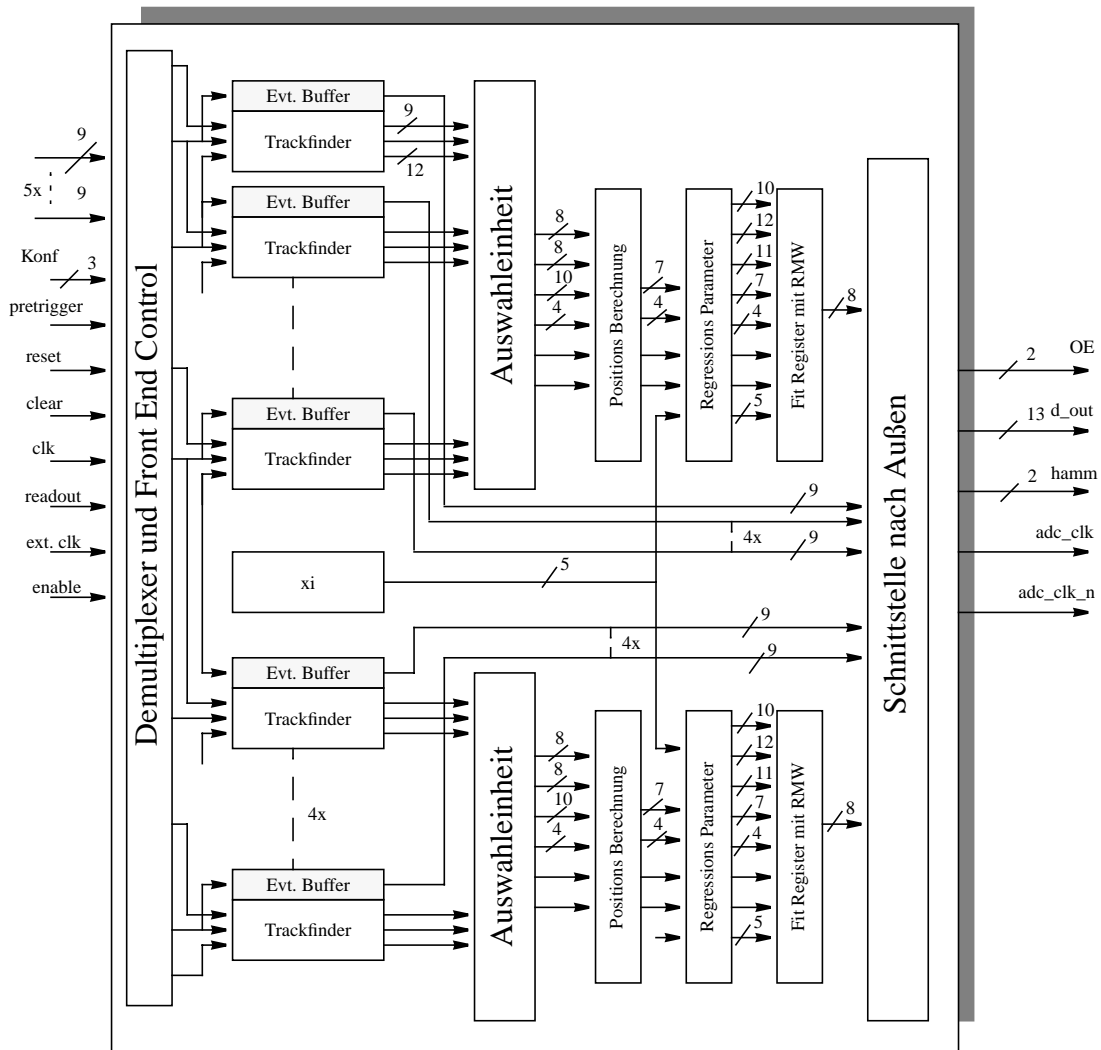 9
5x
9
Konf
3
pretrigger
reset
clear
clk
readout
ext. clk
enable
Demultiplexer und Front End Control
Evt. Buffer
Trackfinder
9
12
Evt. Buffer
Trackfinder
Evt. Buffer
Trackfinder
xi
5
Auswahleinheit
8
8
10
4
Positions Berechnung
7
4
Regressions Parameter
10
12
11
7
4
5
Fit Register mit RMW
8
9
4x
9
9
4x
9
Evt. Buffer
Trackfinder
4x
Evt. Buffer
Trackfinder
Auswahleinheit
8
8
10
4
Positions Berechnung
7
4
Regressions Parameter
10
12
11
7
4
5
Fit Register mit RMW
8
Schnittstelle nach Außen
2
OE
13
d_out
2
hamm
adc_clk
adc_clk_n